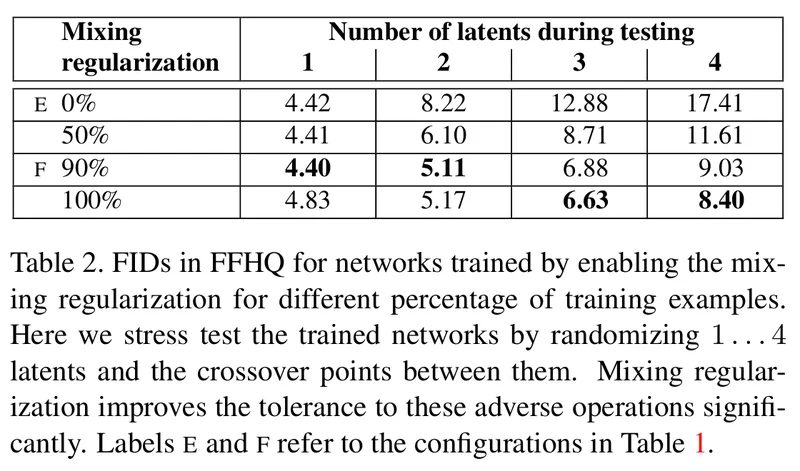 Mixing Number of latents during testing
regularization 1 2 3 4
E 0% 4.42 8.22 12.88 17.41
50% 4.41 6.10 8.71 11.61
F 90% 4.40 5.11 6.88 9.03
100% 4.83 5.17 6.63 8.40
Table 2. FIDs in FFHQ for networks trained by enabling the mix-
ing regularization for different percentage of training examples.
Here we stress test the trained networks by randomizing 1 . . . 4
latents and the crossover points between them. Mixing regular-
ization improves the tolerance to these adverse operations signifi-
cantly. Labels E and F refer to the configurations in Table 1.